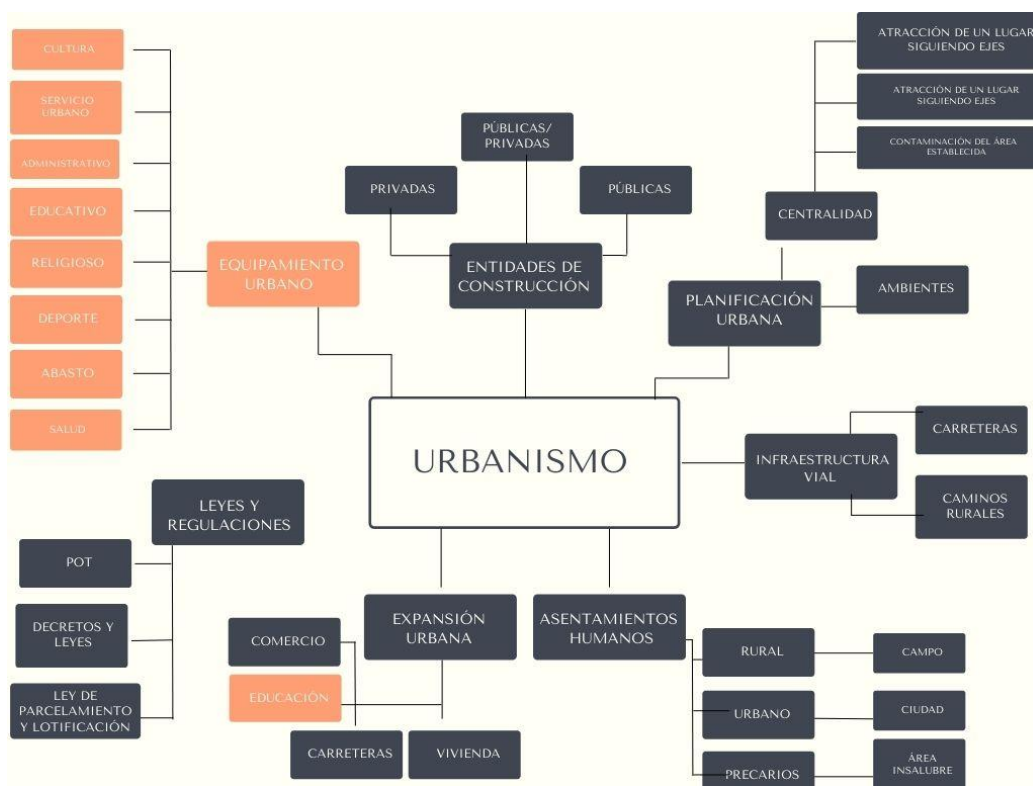 CULTURA
SERVICIO
URBANO
ADMINISTRATIVO
EDUCATIVO
RELIGIOSO
DEPORTE
ABASTO
SALUD
EQUIPAMIENTO
URBANO
PÚBLICAS/
PRIVADAS
PRIVADAS
PÚBLICAS
ENTIDADES DE
CONSTRUCCIÓN
ATRACCIÓN DE UN LUGAR
SIGUIENDO EJES
ATRACCIÓN DE UN LUGAR
SIGUIENDO EJES
CONTAMINACIÓN DEL ÁREA
ESTABLECIDA
CENTRALIDAD
PLANIFICACIÓN
URBANA
AMBIENTES
URBANISMO
INFRAESTRUCTURA
VIAL
CARRETERAS
CAMINOS
RURALES
LEYES Y
REGULACIONES
POT
DECRETOS Y
LEYES
LEY DE
PARCELAMIENTO
Y LOTIFICACIÓN
EXPANSIÓN
URBANA
COMERCIO
EDUCACIÓN
CARRETERAS
VIVIENDA
ASENTAMIENTOS
HUMANOS
RURAL
CAMPO
URBANO
CIUDAD
PRECARIOS
ÁREA
INSALUBRE